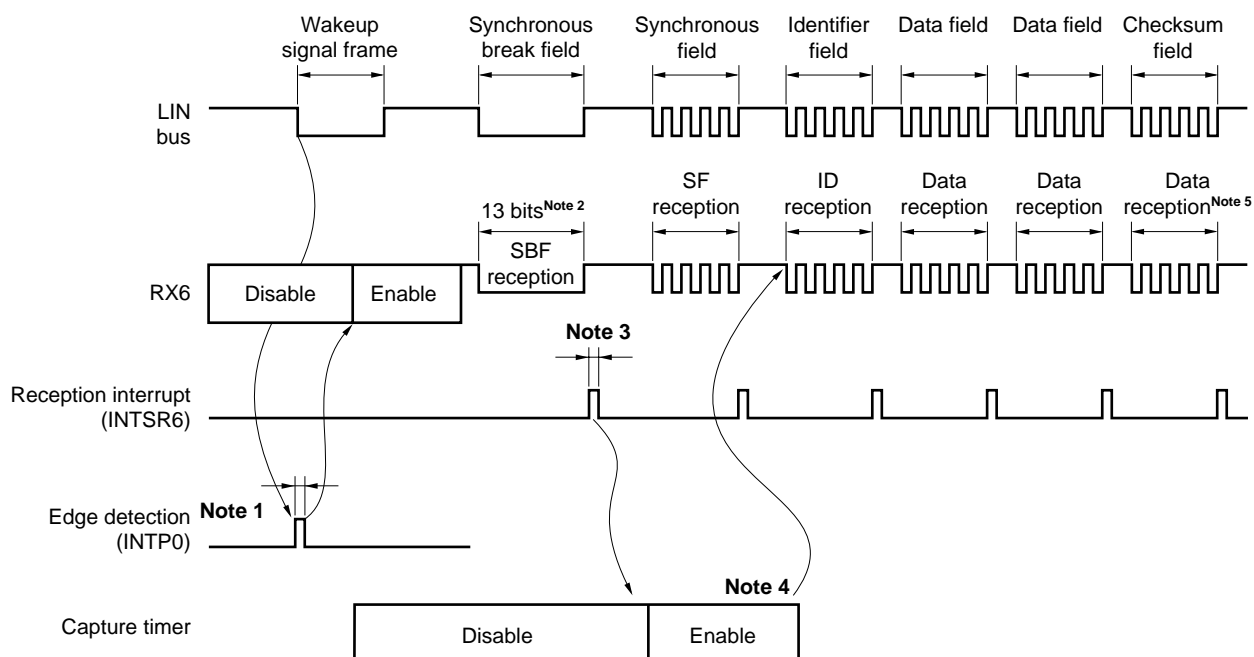 Wakeup
signal frame
Synchronous
break field
Synchronous
field
Identifier
field
Data field
Data field
Checksum
field
LIN
bus
13 bitsNote 2
SBF
reception
SF
reception
ID
reception
Data
reception
Data
reception
Data
receptionNote 5
RX6
Disable
Enable
Note 3
Reception interrupt
(INTSR6)
Note 1
Edge detection
(INTP0)
Note 4
Capture timer
Disable
Enable